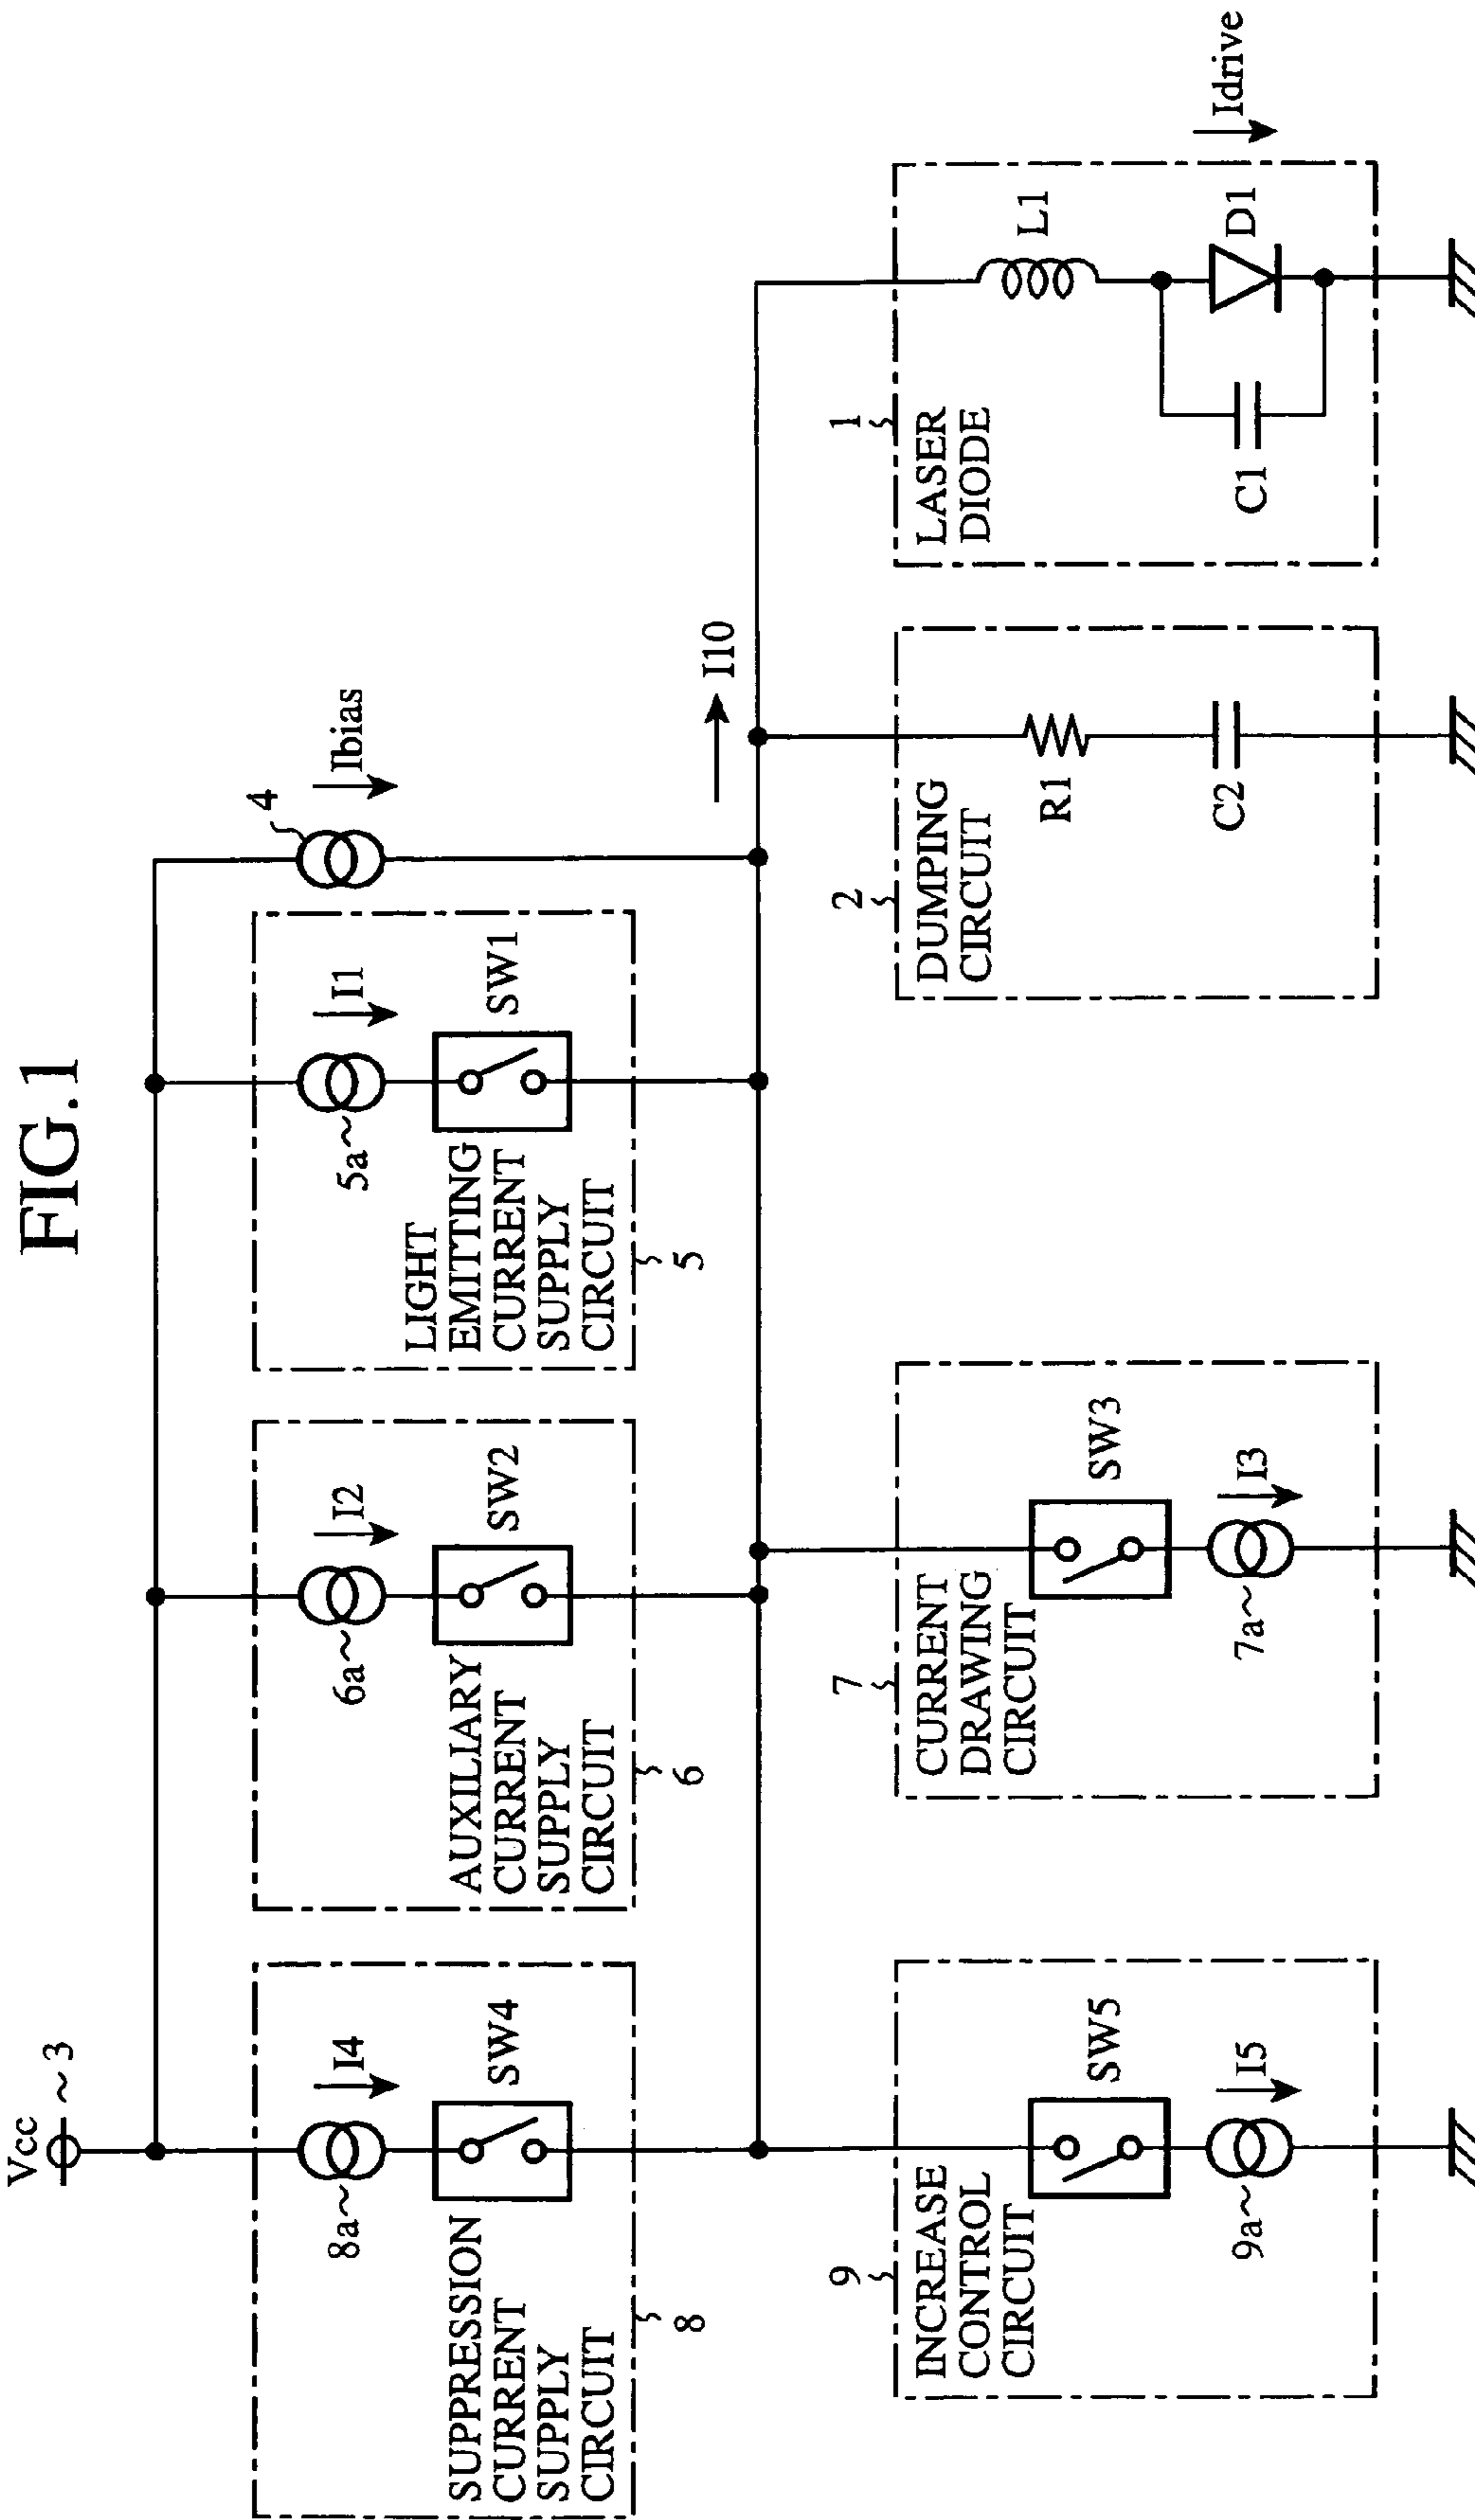 FIG.1
Vcc
3
8a
I4
SW4
SUPPRESSION
CURRENT
SUPPLY
CIRCUIT
8
6a
I2
SW2
AUXILIARY
CURRENT
SUPPLY
CIRCUIT
6
5a
I1
SW1
LIGHT
EMITTING
CURRENT
SUPPLY
CIRCUIT
5
4
Ibias
I10
9
INCREASE
CONTROL
CIRCUIT
SW5
9a
I5
7
CURRENT
DRAWING
CIRCUIT
SW3
7a
I3
2
DUMPING
CIRCUIT
R1
C2
1
LASER
DIODE
L1
C1
D1
Idrive